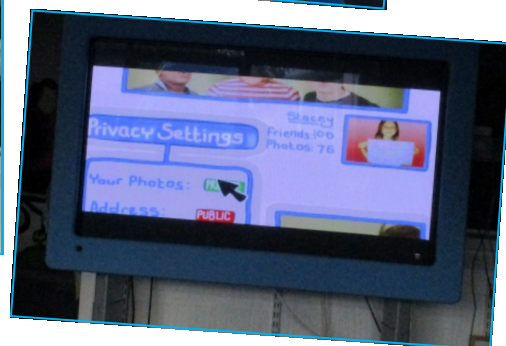 Stacey
Friends: 100
Photos: 76
Privacy Settings
Your Photos:
Address:
PUBLIC